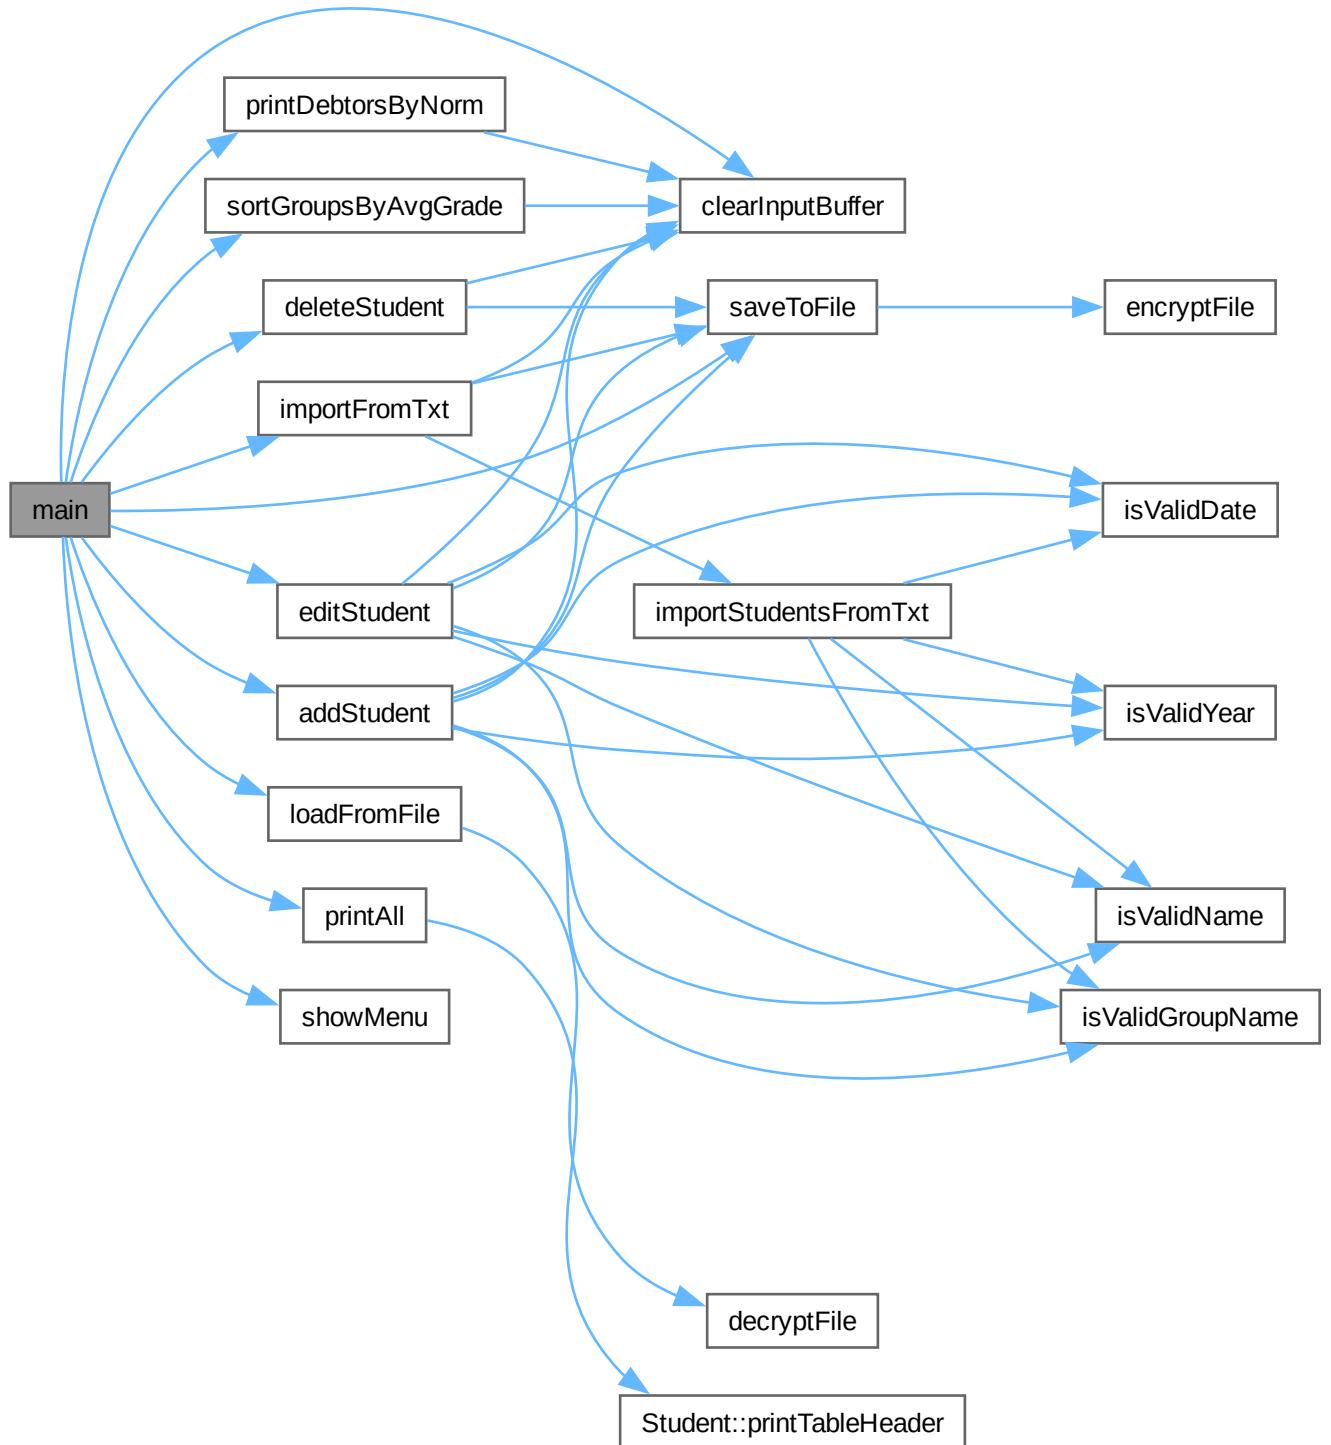 printDebtorsByNorm
sortGroupsByAvgGrade
clearInputBuffer
deleteStudent
saveToFile
encryptFile
importFromTxt
main
isValidDate
editStudent
importStudentsFromTxt
addStudent
isValidYear
loadFromFile
printAll
isValidName
showMenu
isValidGroupName
decryptFile
Student::printTableHeader